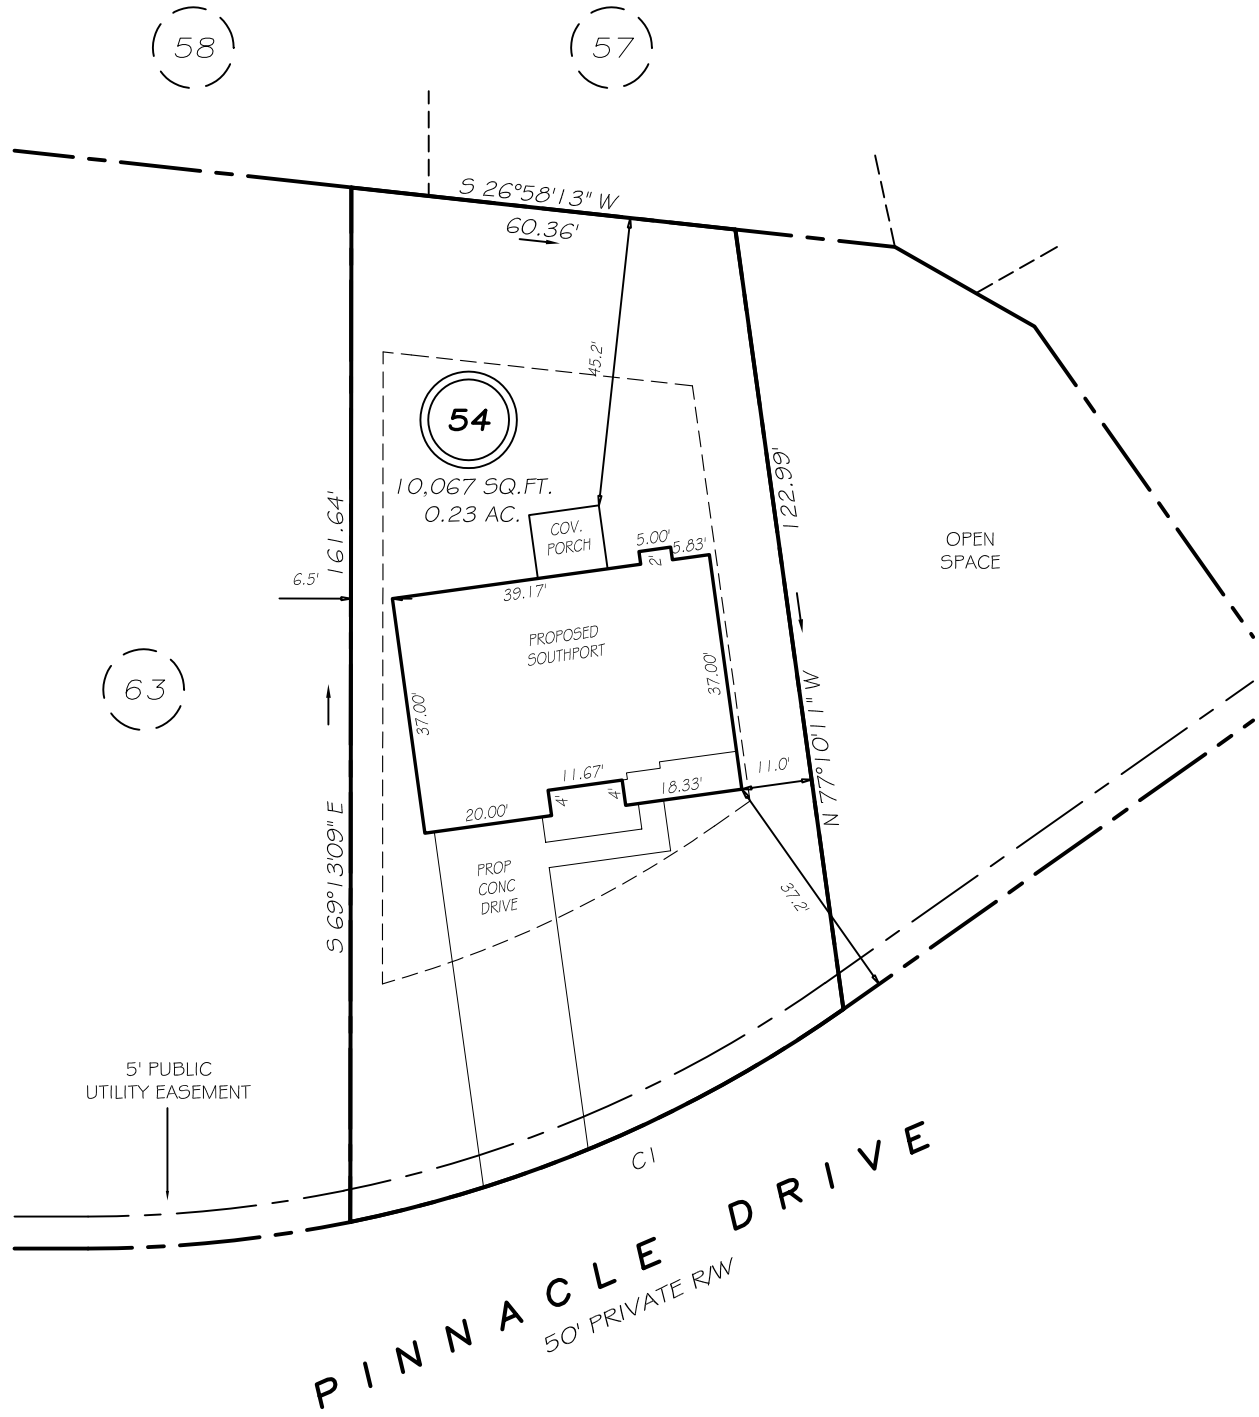 58
57
S 26°58'13" W
60.36'
45.2'
54
10,067 SQ.FT.
0.23 AC.
161.64'
122.99'
COV.
PORCH
5.00'
5.83'
2'
OPEN
SPACE
6.5'
39.17'
PROPOSED
SOUTHPORT
63
37.00'
37.00'
N 77°10'11" W
11.67'
11.0'
4'
4'
18.33'
20.00'
S 69°13'09" E
PROP
CONC
DRIVE
37.2'
5' PUBLIC
UTILITY EASEMENT
C1
PINNACLE DRIVE
50' PRIVATE R/W